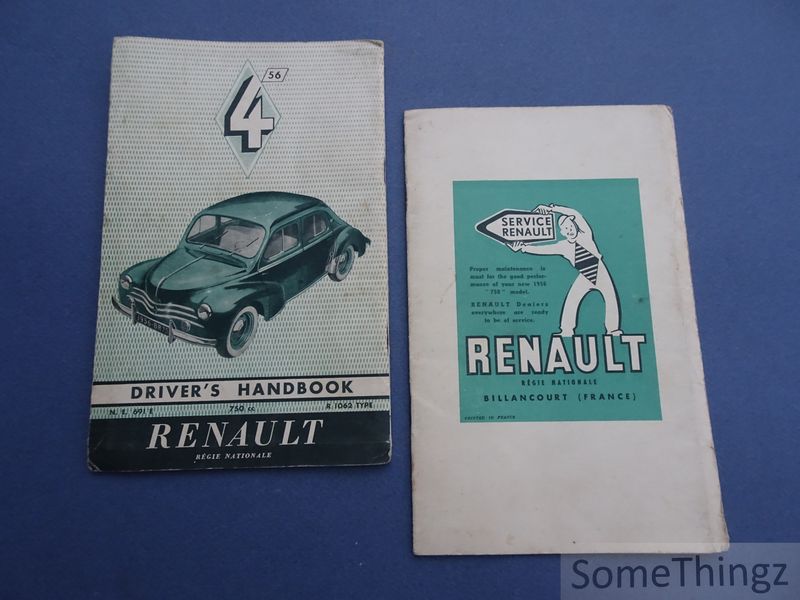 56
4
DRIVER'S HANDBOOK
N. E. 691 E 750 cc R 1062 TYPE
RENAULT
RÉGIE NATIONALE
SERVICE
RENAULT
Proper maintenance is
must for the good perfor-
mance of your new 1956
"750" model.
RENAULT Dealers
everywhere are ready
to be of service.
RENAULT
RÉGIE NATIONALE
BILLANCOURT (FRANCE)
PRINTED IN FRANCE
SomeThingz